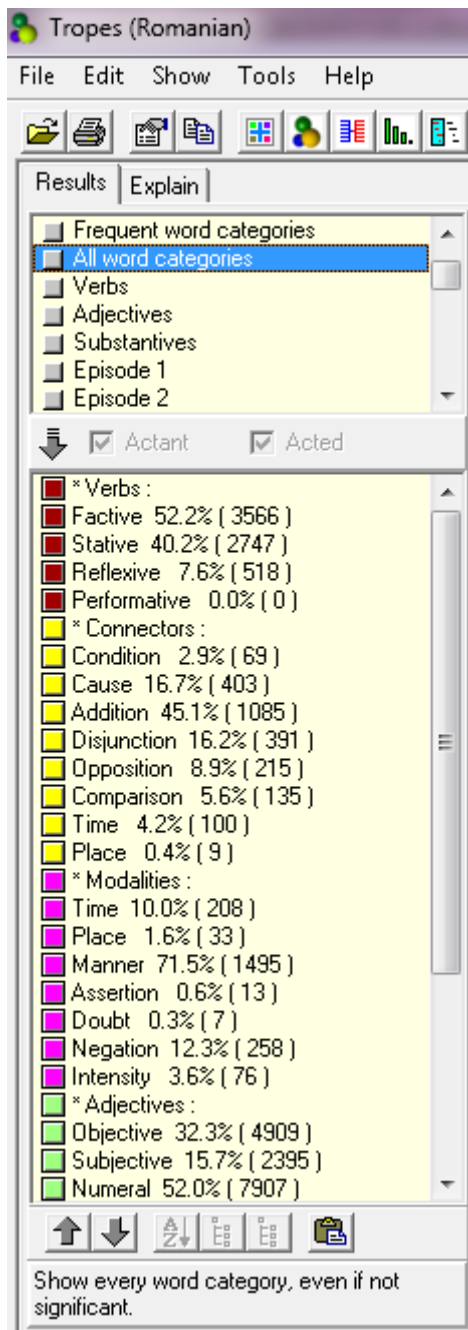 Tropes (Romanian)
File Edit Show Tools Help
Results Explain
Frequent word categories
All word categories
Verbs
Adjectives
Substantives
Episode 1
Episode 2
Actant Acted
* Verbs :
Factive 52.2% ( 3566 )
Stative 40.2% ( 2747 )
Reflexive 7.6% ( 518 )
Performative 0.0% ( 0 )
* Connectors :
Condition 2.9% ( 69 )
Cause 16.7% ( 403 )
Addition 45.1% ( 1085 )
Disjunction 16.2% ( 391 )
Opposition 8.9% ( 215 )
Comparison 5.6% ( 135 )
Time 4.2% ( 100 )
Place 0.4% ( 9 )
* Modalities :
Time 10.0% ( 208 )
Place 1.6% ( 33 )
Manner 71.5% ( 1495 )
Assertion 0.6% ( 13 )
Doubt 0.3% ( 7 )
Negation 12.3% ( 258 )
Intensity 3.6% ( 76 )
* Adjectives :
Objective 32.3% ( 4909 )
Subjective 15.7% ( 2395 )
Numeral 52.0% ( 7907 )
Show every word category, even if not
significant.